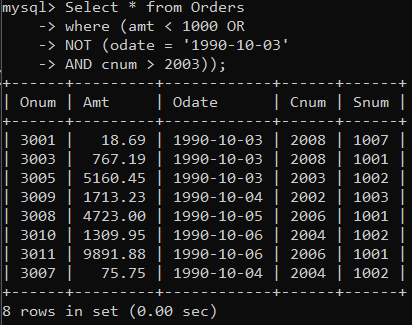 mysql> Select * from Orders
    -> where (amt < 1000 OR
    -> NOT (odate = '1990-10-03'
    -> AND cnum > 2003));
+------+---------+------------+------+------+
| Onum | Amt     | Odate      | Cnum | Snum |
+------+---------+------------+------+------+
| 3001 |   18.69 | 1990-10-03 | 2008 | 1007 |
| 3003 |  767.19 | 1990-10-03 | 2008 | 1001 |
| 3005 | 5160.45 | 1990-10-03 | 2003 | 1002 |
| 3009 | 1713.23 | 1990-10-04 | 2002 | 1003 |
| 3008 | 4723.00 | 1990-10-05 | 2006 | 1001 |
| 3010 | 1309.95 | 1990-10-06 | 2004 | 1002 |
| 3011 | 9891.88 | 1990-10-06 | 2006 | 1001 |
| 3007 |   75.75 | 1990-10-04 | 2004 | 1002 |
+------+---------+------------+------+------+
8 rows in set (0.00 sec)